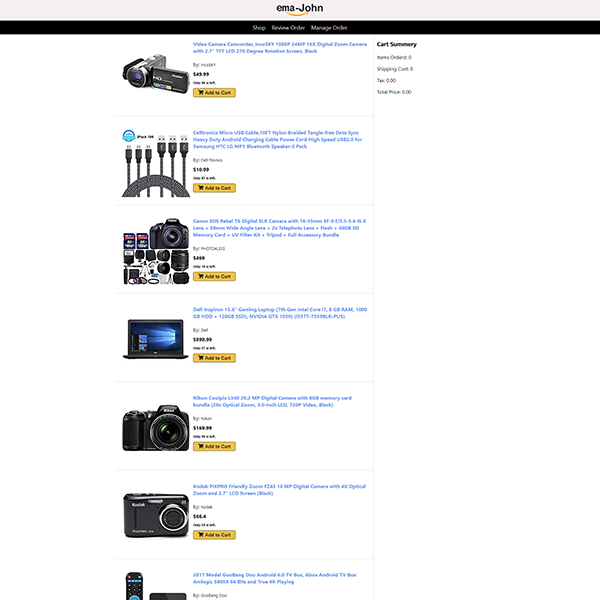 ema-John
Shop Review Order Manage Order
Video Camera Camcorder, incoSKY 1080P 24MP 16X Digital Zoom Camera
with 2.7" TFT LCD 270 Degree Rotation Screen, Black
By: incoSKY
$49.99
Only 96 is left.
Add to Cart
Celltronics Micro USB Cable,10FT Nylon Braided Tangle-free Data Sync
Heavy Duty Android Charging Cable Power Cord High Speed USB2.0 for
Samsung HTC LG MP3 Bluetooth Speaker-3 Pack
By: Celltronics
$10.99
Only 87 is left.
Add to Cart
Canon EOS Rebel T6 Digital SLR Camera with 18-55mm EF-S f/3.5-5.6 IS II
Lens + 58mm Wide Angle Lens + 2x Telephoto Lens + Flash + 48GB SD
Memory Card + UV Filter Kit + Tripod + Full Accessory Bundle
By: PHOTO4LESS
$469
Only 10 is left.
Add to Cart
Dell Inspiron 15.6" Gaming Laptop (7th Gen Intel Core i7, 8 GB RAM, 1000
GB HDD + 128GB SSD), NVIDIA GTX 1050) (I5577-7359BLK-PUS)
By: Dell
$899.99
Only 57 is left.
Add to Cart
Nikon Coolpix L340 20.2 MP Digital Camera with 8GB memory card
bundle (28x Optical Zoom, 3.0-Inch LCD, 720P Video, Black)
By: Nikon
$169.99
Only 99 is left.
Add to Cart
Kodak PIXPRO Friendly Zoom FZ43 16 MP Digital Camera with 4X Optical
Zoom and 2.7" LCD Screen (Black)
By: Kodak
$66.4
Only 24 is left.
Add to Cart
2017 Model GooBang Doo Android 6.0 TV Box, Abox Android TV Box
Amlogic S905X 64 Bits and True 4K Playing
By: GooBang Doo
Cart Summery
Items Orderd: 0
Shipping Cost: 0
Tax: 0.00
Total Price: 0.00